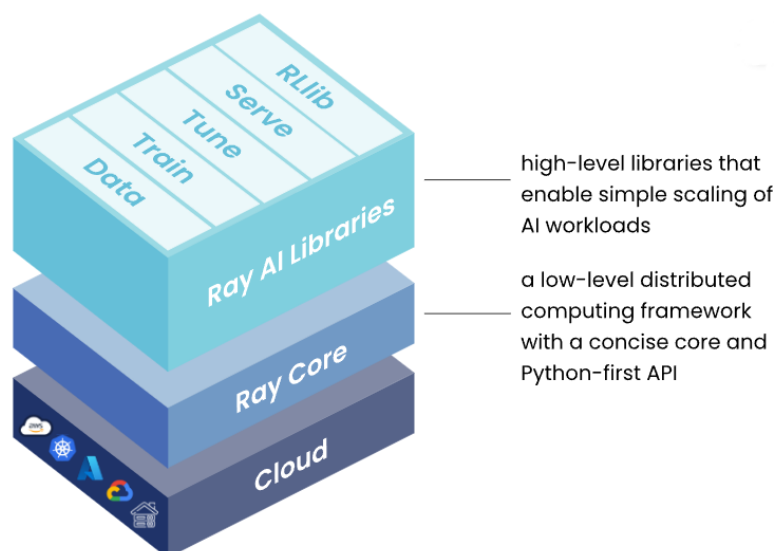 RLlib
Serve
Tune
Train
Data
Ray AI Libraries
high-level libraries that
enable simple scaling of
AI workloads
Ray Core
a low-level distributed
computing framework
with a concise core and
Python-first API
Cloud
aws